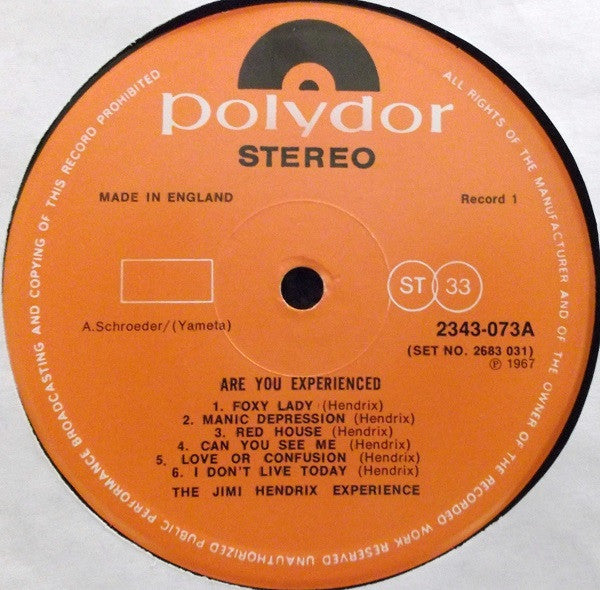 polydor
STEREO
MADE IN ENGLAND
Record 1
ST 33
A.Schroeder/(Yameta)
2343-073A
(SET NO. 2683 031)
℗ 1967
ARE YOU EXPERIENCED
1. FOXY LADY (Hendrix)
2. MANIC DEPRESSION (Hendrix)
3. RED HOUSE (Hendrix)
4. CAN YOU SEE ME (Hendrix)
5. LOVE OR CONFUSION (Hendrix)
6. I DON'T LIVE TODAY (Hendrix)
THE JIMI HENDRIX EXPERIENCE
ALL RIGHTS OF THE MANUFACTURER AND OF THE OWNER OF THE RECORDED WORK RESERVED UNAUTHORIZED PUBLIC PERFORMANCE BROADCASTING AND COPYING OF THIS RECORD PROHIBITED